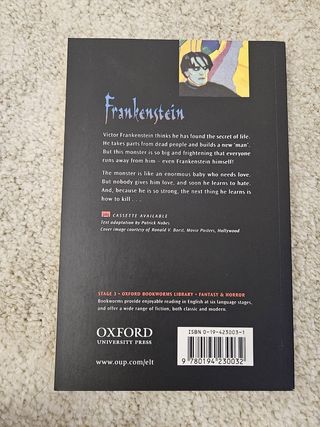 Frankenstein
Victor Frankenstein thinks he has found the secret of life.
He takes parts from dead people and builds a new 'man'.
But this monster is so big and frightening that everyone
runs away from him – even Frankenstein himself!
The monster is like an enormous baby who needs love.
But nobody gives him love, and soon he learns to hate.
And, because he is so strong, the next thing he learns is
how to kill . . .
CASSETTE AVAILABLE
Text adaptation by Patrick Nobes
Cover image courtesy of Ronald V. Borst, Movie Posters, Hollywood
STAGE 3 • OXFORD BOOKWORMS LIBRARY • FANTASY & HORROR
Bookworms provide enjoyable reading in English at six language stages,
and offer a wide range of fiction, both classic and modern.
OXFORD
UNIVERSITY PRESS
www.oup.com/elt
ISBN 0-19-423003-1
9 780194 230032